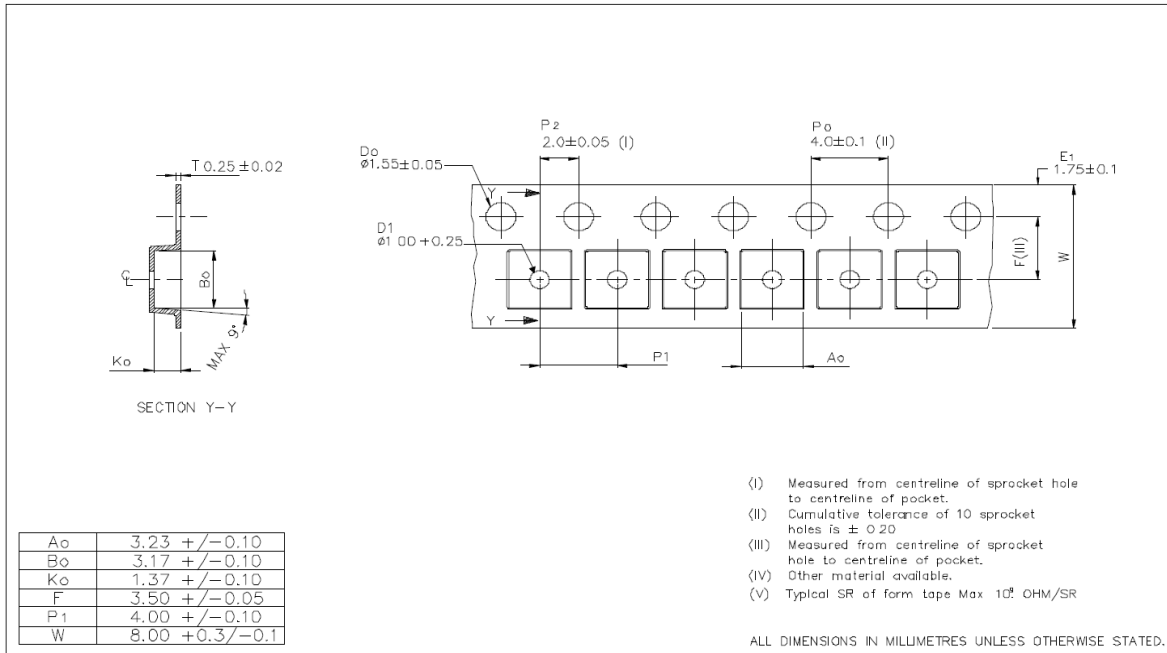 P2
2.0±0.05 (I)
Po
4.0±0.1 (II)
Do
ø1.55±0.05
E1
1.75±0.1
T 0.25±0.02
Y
D1
ø1.00+0.25
F(III)
W
Bo
Y
MAX 9°
Ko
P1
Ao
SECTION Y-Y
(I) Measured from centreline of sprocket hole
to centreline of pocket.
(II) Cumulative tolerance of 10 sprocket
holes is ± 0.20
(III) Measured from centreline of sprocket
hole to centreline of pocket.
(IV) Other material available.
(V) Typical SR of form tape Max OHM/SR
Ao 3.23 +/-0.10
Bo 3.17 +/-0.10
Ko 1.37 +/-0.10
F 3.50 +/-0.05
P1 4.00 +/-0.10
W 8.00 +0.3/-0.1
ALL DIMENSIONS IN MILLIMETRES UNLESS OTHERWISE STATED.